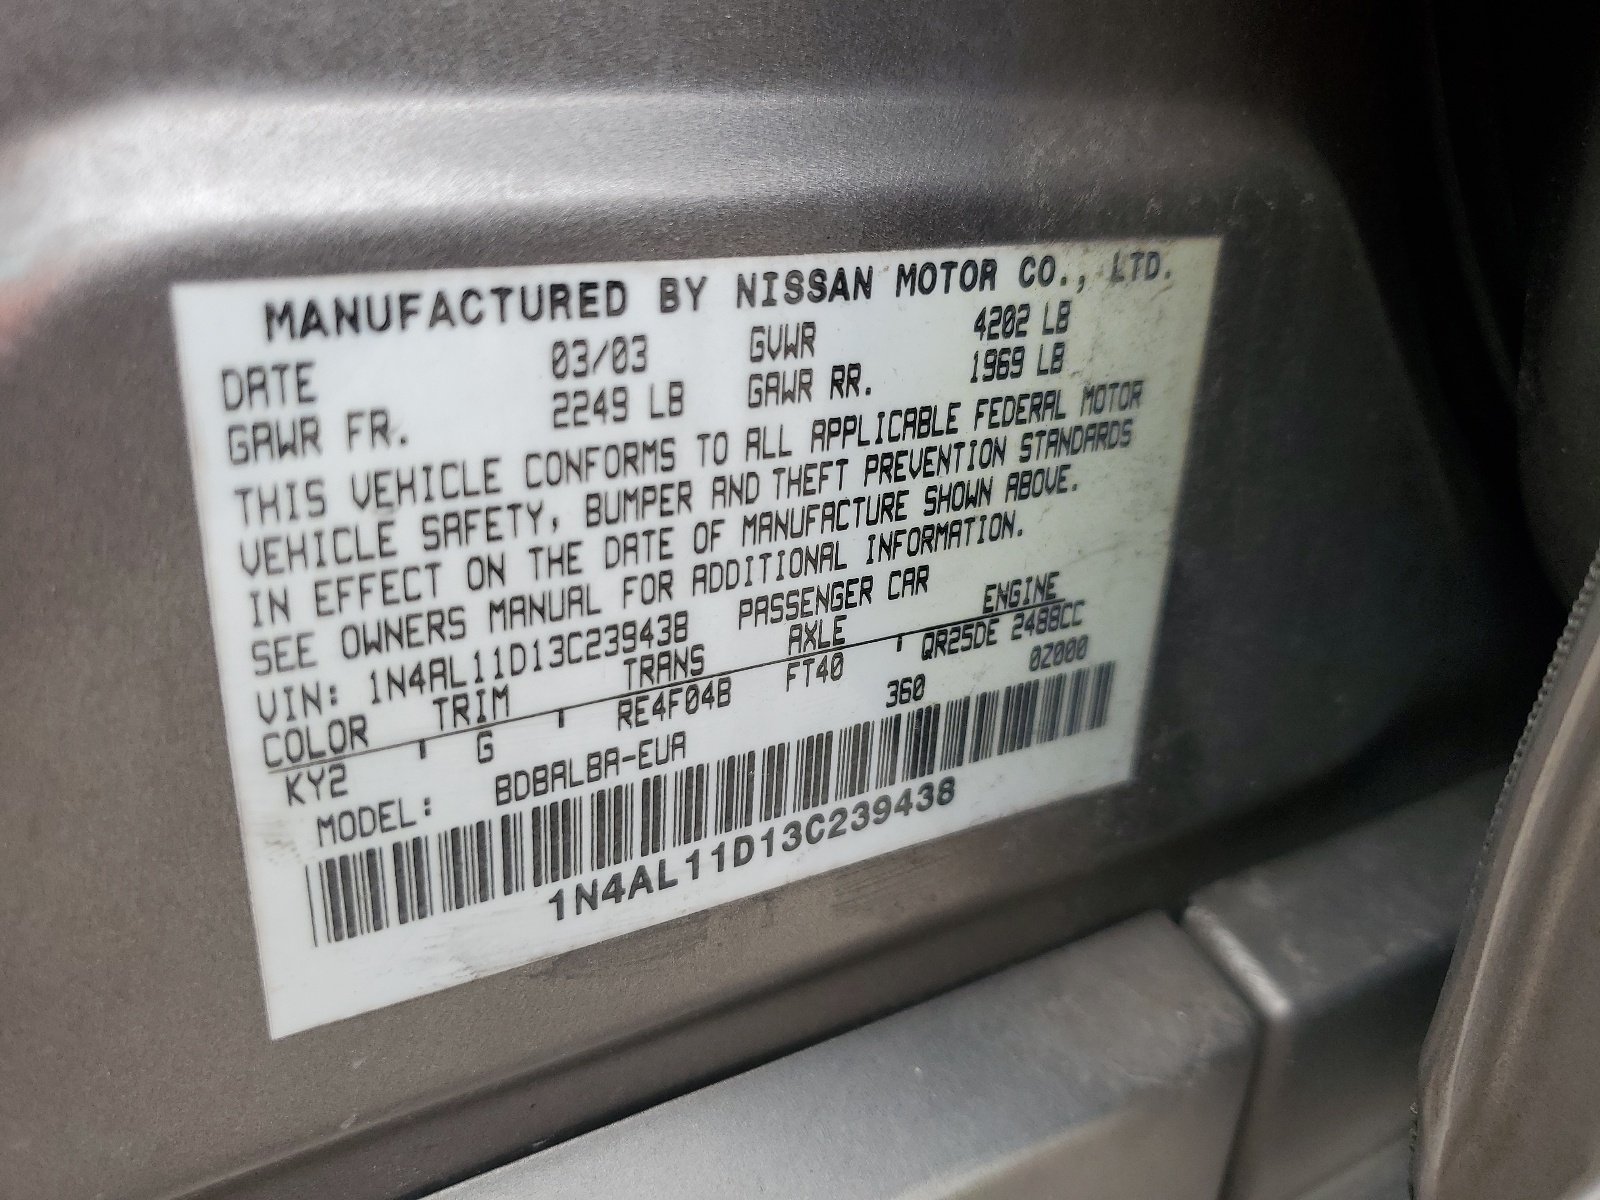 MANUFACTURED BY NISSAN MOTOR CO., LTD.
DATE 03/03 GVWR 4202 LB
GAWR FR. 2249 LB GAWR RR. 1969 LB
THIS VEHICLE CONFORMS TO ALL APPLICABLE FEDERAL MOTOR
VEHICLE SAFETY, BUMPER AND THEFT PREVENTION STANDARDS
IN EFFECT ON THE DATE OF MANUFACTURE SHOWN ABOVE.
SEE OWNERS MANUAL FOR ADDITIONAL INFORMATION.
VIN: 1N4AL11D13C239438 PASSENGER CAR
COLOR TRIM TRANS AXLE ENGINE
KY2 G RE4F04B FT40 QR25DE 2488CC
MODEL: BDBALBA-EUA 360 0Z000
1N4AL11D13C239438